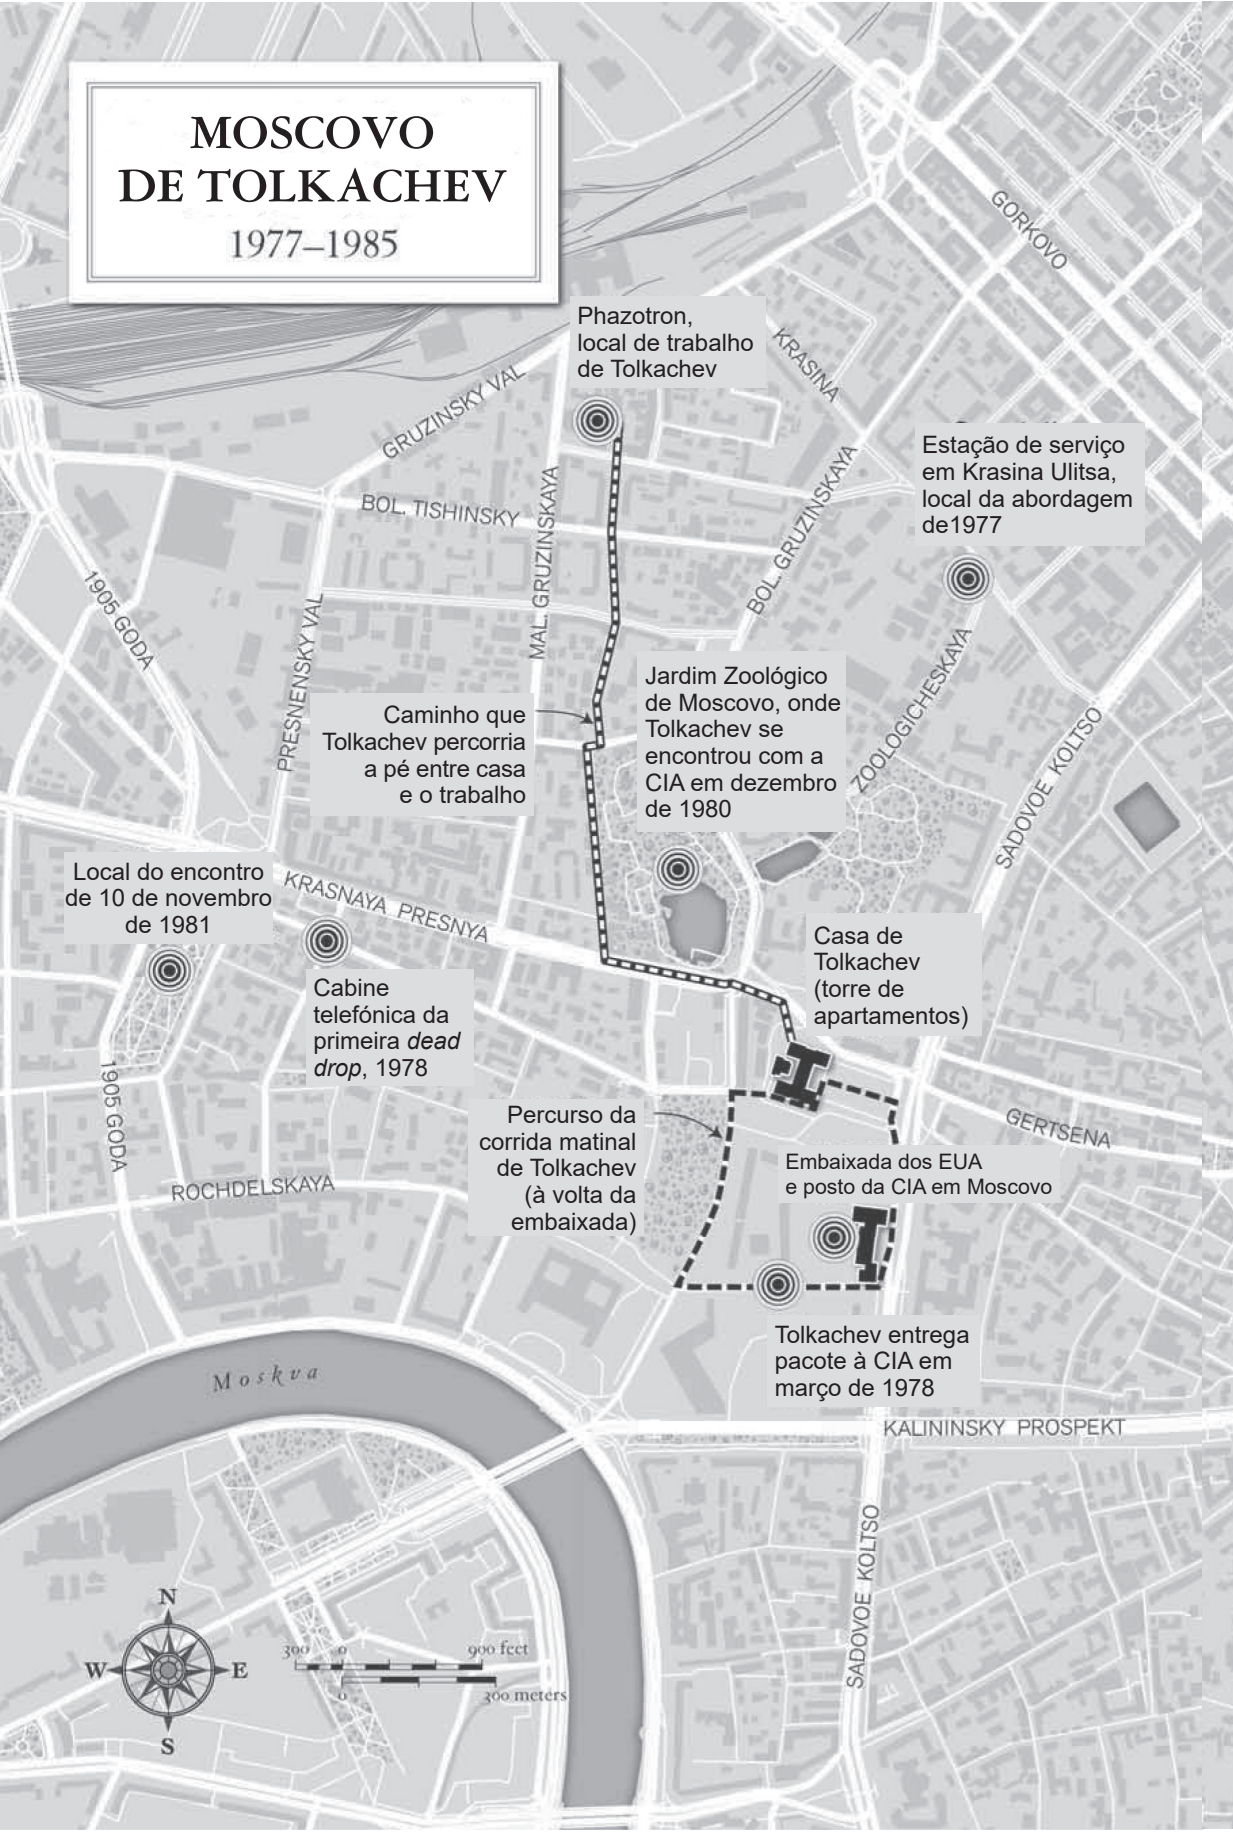 MOSCOVO
DE TOLKACHEV
1977–1985
GORKOVO
Phazotron,
local de trabalho
de Tolkachev
KRASINA
GRUZINSKY VAL
Estação de serviço
em Krasina Ulitsa,
local da abordagem
de1977
BOL. GRUZINSKAYA
MAL. GRUZINSKAYA
BOL. TISHINSKY
1905 GODA
PRESNENSKY VAL
ZOOLOGICHESKAYA
Jardim Zoológico
de Moscovo, onde
Tolkachev se
encontrou com a
CIA em dezembro
de 1980
Caminho que
Tolkachev percorria
a pé entre casa
e o trabalho
SADOVOE KOLTSO
Local do encontro
de 10 de novembro
de 1981
KRASNAYA PRESNYA
Casa de
Tolkachev
(torre de
apartamentos)
Cabine
telefónica da
primeira dead
drop, 1978
1905 GODA
Percurso da
corrida matinal
de Tolkachev
(à volta da
embaixada)
GERTSENA
Embaixada dos EUA
e posto da CIA em Moscovo
ROCHDELSKAYA
Tolkachev entrega
pacote à CIA em
março de 1978
Moskva
KALININSKY PROSPEKT
SADOVOE KOLTSO
N
W
E
S
300 0 900 feet
0 300 meters